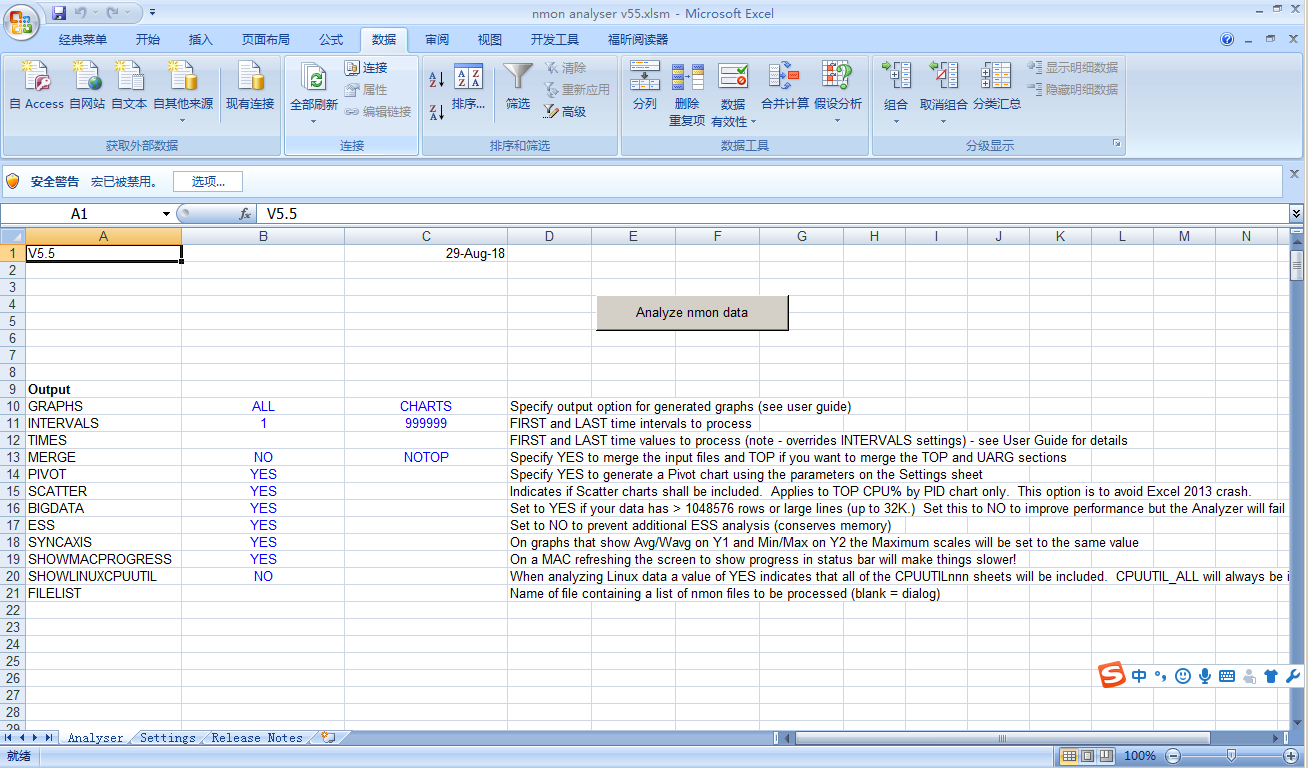 nmon analyser v55.xlsm - Microsoft Excel
经典菜单 开始 插入 页面布局 公式 数据 审阅 视图 开发工具 福昕阅读器
自 Access 自网站 自文本 自其他来源 现有连接
获取外部数据
全部刷新 连接 属性 编辑链接
连接
排序... 筛选 清除 重新应用 高级
排序和筛选
分列 删除 重复项 数据 有效性 合并计算 假设分析
数据工具
组合 取消组合 分类汇总 显示明细数据 隐藏明细数据
分级显示
安全警告 宏已被禁用。 选项...
A1 fx V5.5
A B C D E F G H I J K L M N
1 V5.5 29-Aug-18
2
3
4
Analyze nmon data
5
6
7
8
9 Output
10 GRAPHS ALL CHARTS Specify output option for generated graphs (see user guide)
11 INTERVALS 1 999999 FIRST and LAST time intervals to process
12 TIMES FIRST and LAST time values to process (note - overrides INTERVALS settings) - see User Guide for details
13 MERGE NO NOTOP Specify YES to merge the input files and TOP if you want to merge the TOP and UARG sections
14 PIVOT YES Specify YES to generate a Pivot chart using the parameters on the Settings sheet
15 SCATTER YES Indicates if Scatter charts shall be included.  Applies to TOP CPU% by PID chart only.  This option is to avoid Excel 2013 crash.
16 BIGDATA YES Set to YES if your data has > 1048576 rows or large lines (up to 32K.)  Set this to NO to improve performance but the Analyzer will fail
17 ESS YES Set to NO to prevent additional ESS analysis (conserves memory)
18 SYNCAXIS YES On graphs that show Avg/Wavg on Y1 and Min/Max on Y2 the Maximum scales will be set to the same value
19 SHOWMACPROGRESS YES On a MAC refreshing the screen to show progress in status bar will make things slower!
20 SHOWLINUXCPUUTIL NO When analyzing Linux data a value of YES indicates that all of the CPUUTILnnn sheets will be included.  CPUUTIL_ALL will always be i
21 FILELIST Name of file containing a list of nmon files to be processed (blank = dialog)
22
23
24
25
26
27
28
29
S 中
Analyser Settings Release Notes
就绪 100%